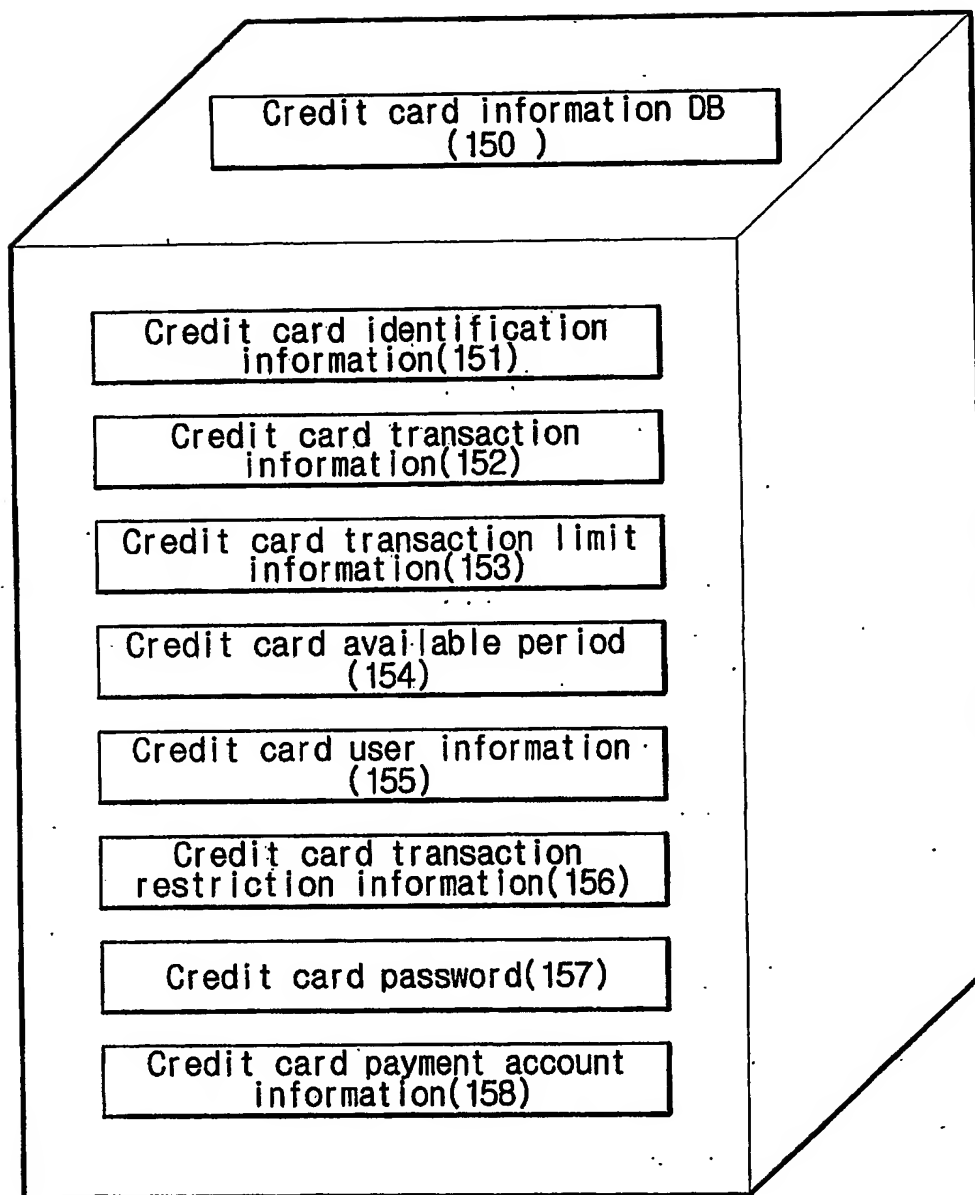 Credit card information DB
(150 )
Credit card identification
information(151)
Credit card transaction
information(152)
Credit card transaction limit
information(153)
Credit card available period
(154)
Credit card user information
(155)
Credit card transaction
restriction information(156)
Credit card password(157)
Credit card payment account
information(158)